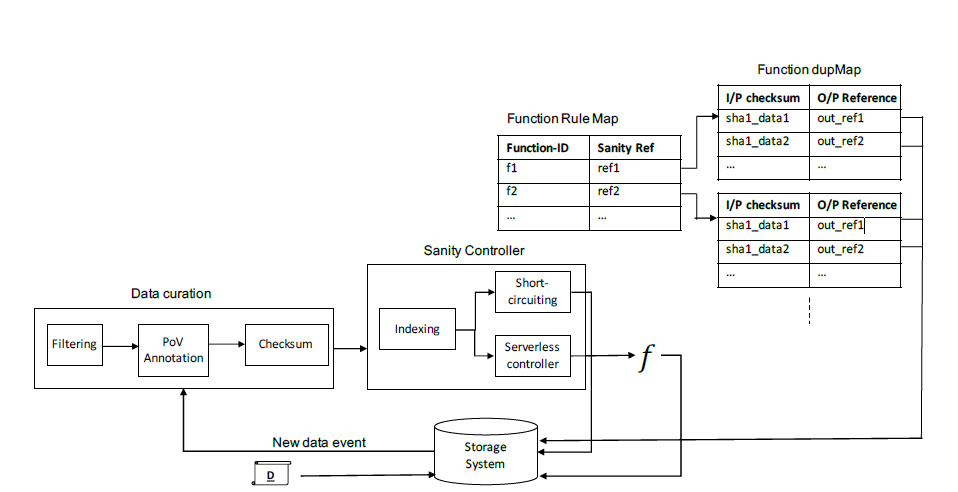 Function dupMap
I/P checksum O/P Reference
sha1_data1 out_ref1
sha1_data2 out_ref2
... ...
Function Rule Map
Function-ID Sanity Ref
f1 ref1
f2 ref2
... ...
I/P checksum O/P Reference
sha1_data1 out_ref1
sha1_data2 out_ref2
... ...
Sanity Controller
Short-
circuiting
Indexing
Serverless
controller
Data curation
Filtering
PoV
Annotation
Checksum
f
New data event
Storage
System
D